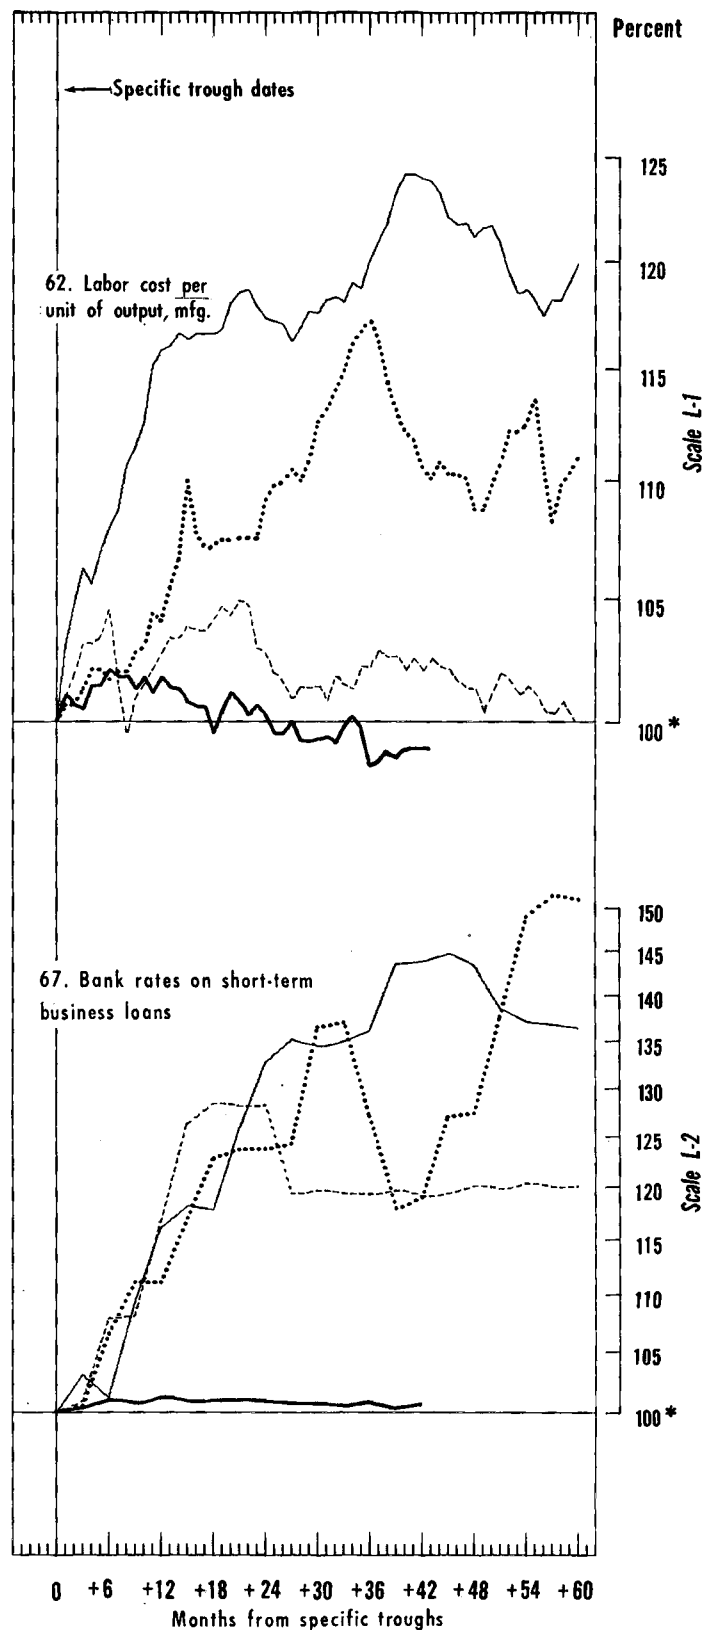 Percent
Specific trough dates
125
62. Labor cost per
unit of output, mfg.
120
115
Scale L-1
110
105
100 *
150
67. Bank rates on short-term
business loans
145
140
135
130
125
Scale L-2
120
115
110
105
100 *
0 +6 +12 +18 +24 +30 +36 +42 +48 +54 +60
Months from specific troughs